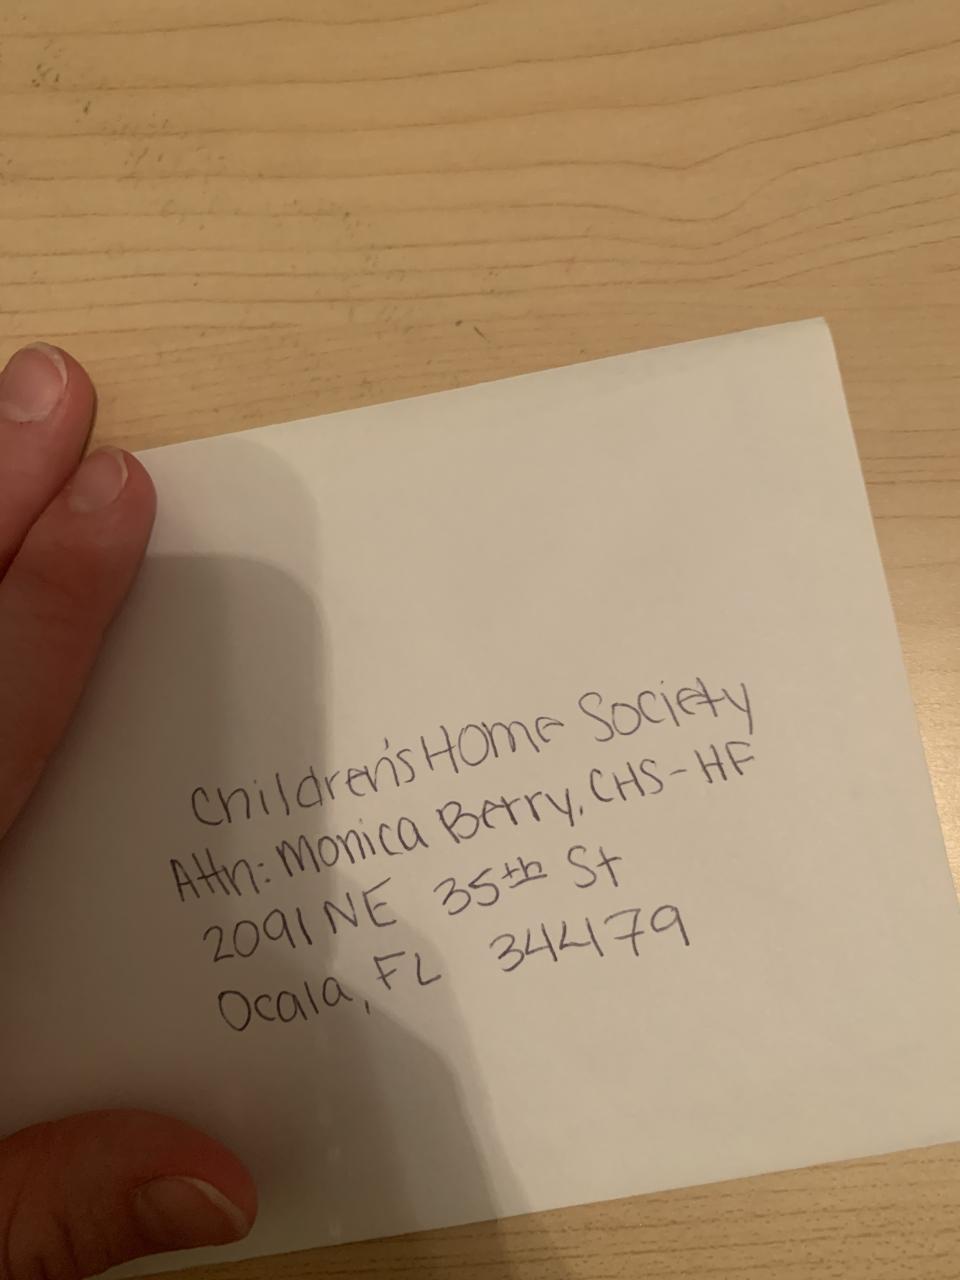 Children's Home Society
Attn: Monica Berry, CHS-HF
2091 NE 35th St
Ocala, FL 34479